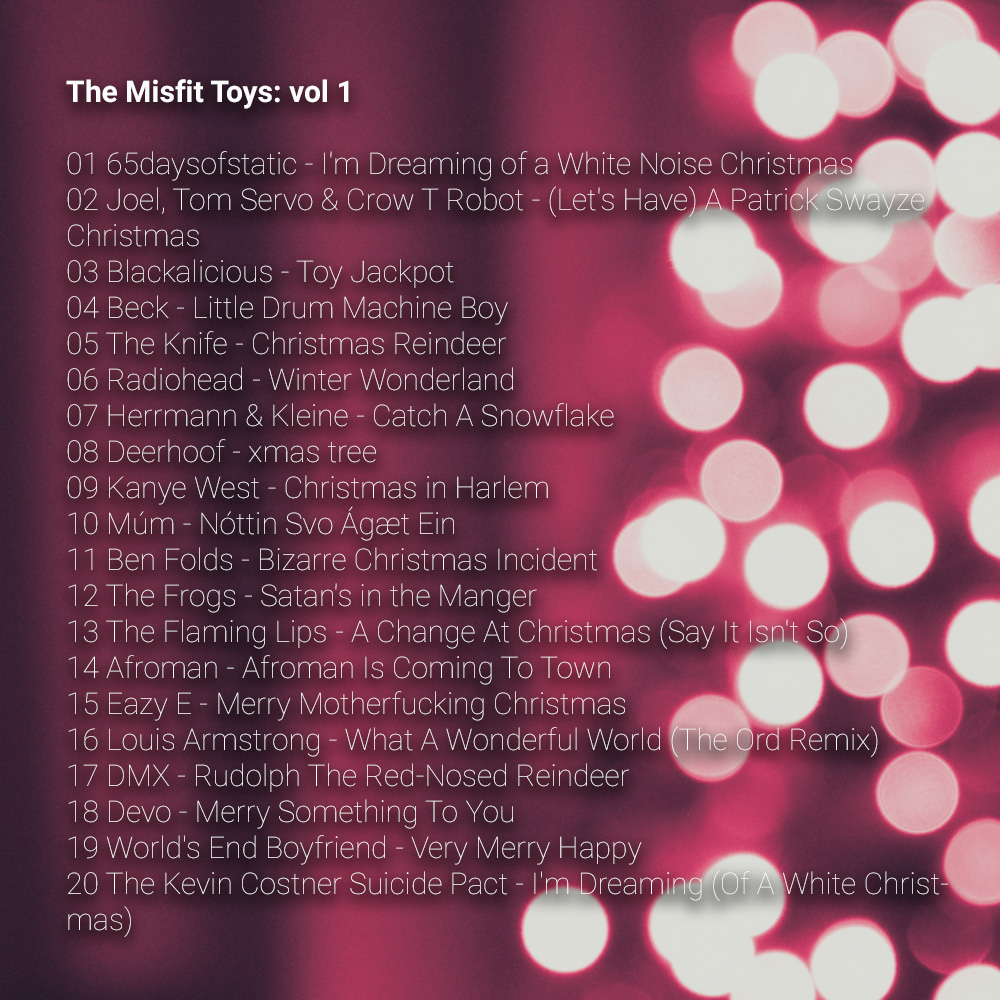 The Misfit Toys: vol 1
01 65daysofstatic - I'm Dreaming of a White Noise Christmas
02 Joel, Tom Servo & Crow T Robot - (Let's Have) A Patrick Swayze
Christmas
03 Blackalicious - Toy Jackpot
04 Beck - Little Drum Machine Boy
05 The Knife - Christmas Reindeer
06 Radiohead - Winter Wonderland
07 Herrmann & Kleine - Catch A Snowflake
08 Deerhoof - xmas tree
09 Kanye West - Christmas in Harlem
10 Múm - Nóttin Svo Ágæt Ein
11 Ben Folds - Bizarre Christmas Incident
12 The Frogs - Satan's in the Manger
13 The Flaming Lips - A Change At Christmas (Say It Isn't So)
14 Afroman - Afroman Is Coming To Town
15 Eazy E - Merry Motherfucking Christmas
16 Louis Armstrong - What A Wonderful World (The Ord Remix)
17 DMX - Rudolph The Red-Nosed Reindeer
18 Devo - Merry Something To You
19 World's End Boyfriend - Very Merry Happy
20 The Kevin Costner Suicide Pact - I'm Dreaming (Of A White Christ-
mas)